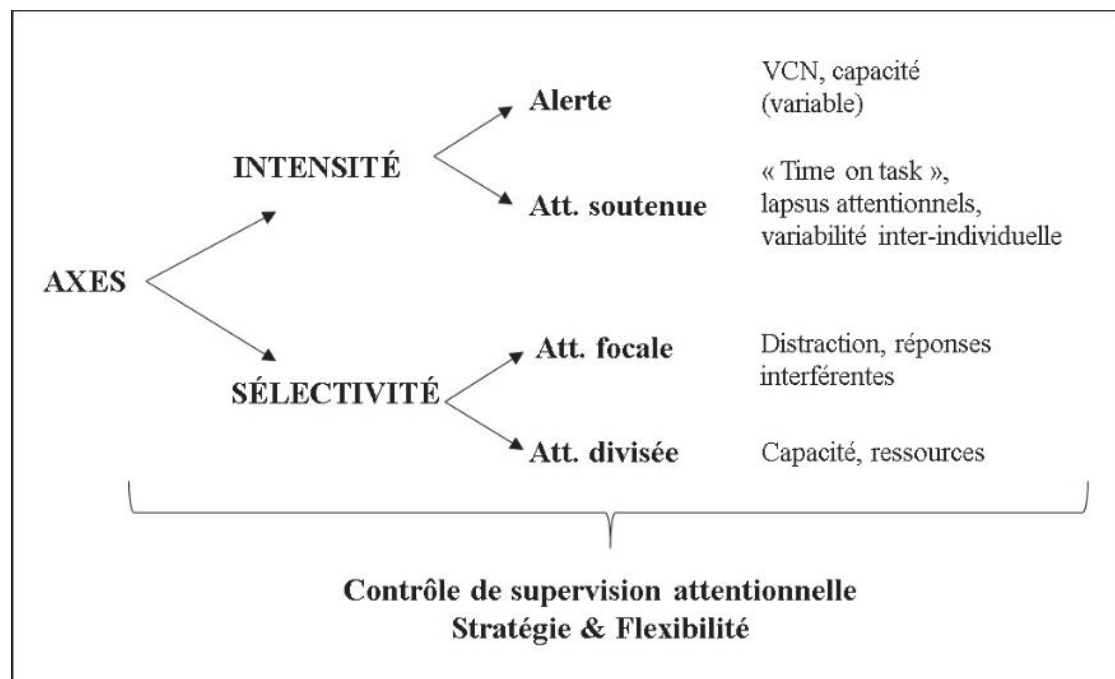 VCN, capacité
(variable)
Alerte
INTENSITÉ
« Time on task »,
lapsus attentionnels,
variabilité inter-individuelle
Att. soutenue
AXES
Att. focale
Distraction, réponses
interférentes
SÉLECTIVITÉ
Att. divisée
Capacité, ressources
Contrôle de supervision attentionnelle
Stratégie & Flexibilité